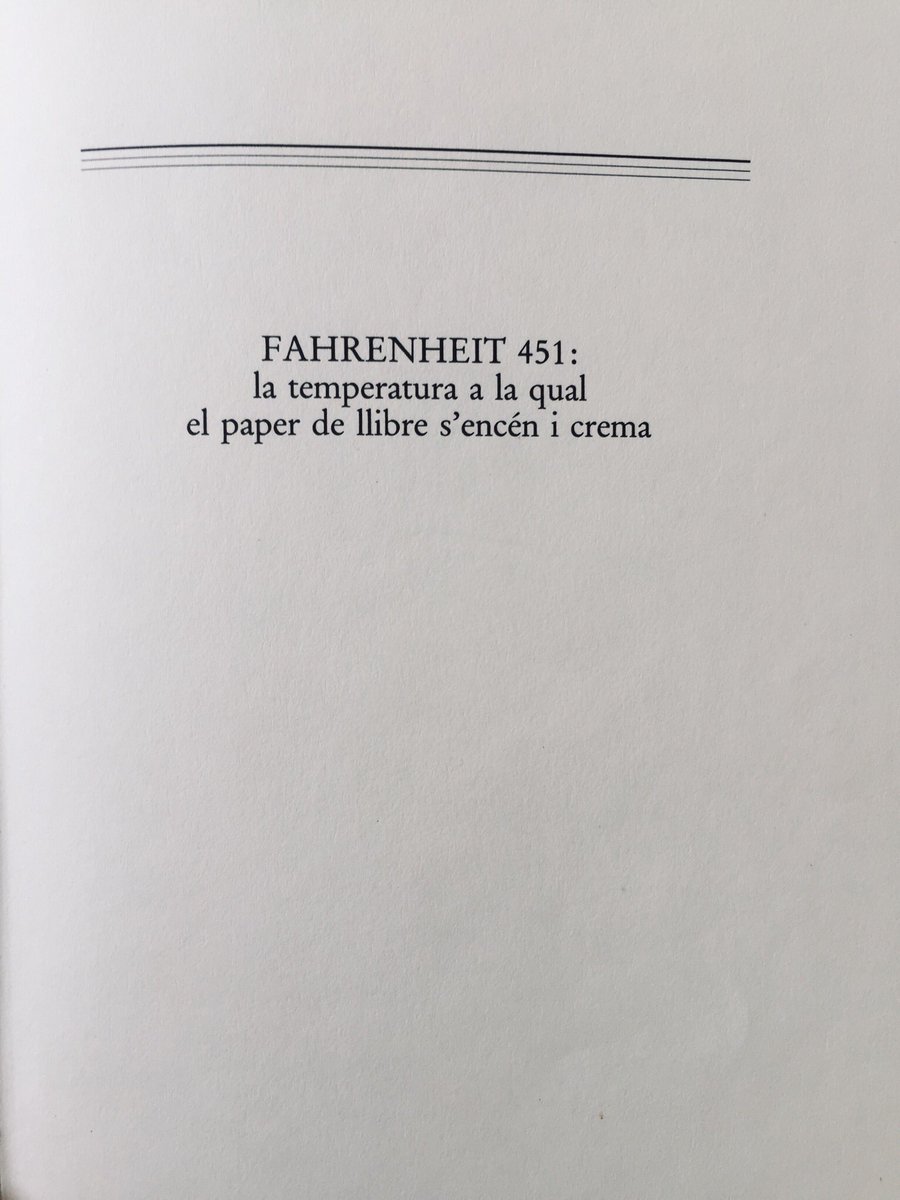 FAHRENHEIT 451:
la temperatura a la qual
el paper de llibre s’encén i crema